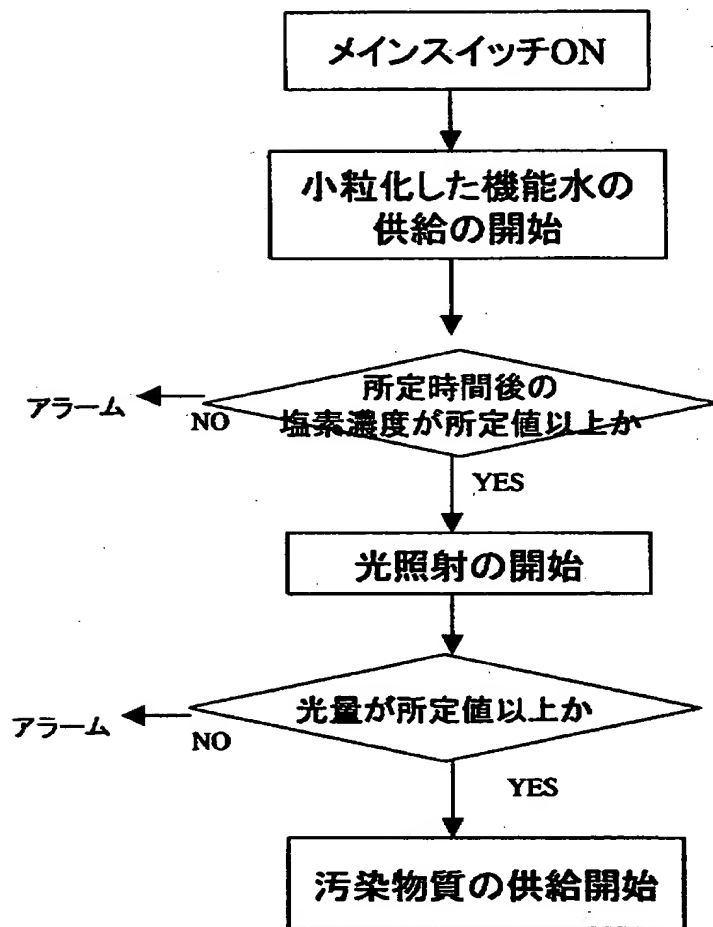 メインスイッチON
小粒化した機能水の
供給の開始
所定時間後の
塩素濃度が所定値以上か
アラーム
NO
YES
光照射の開始
光量が所定値以上か
アラーム
NO
YES
汚染物質の供給開始